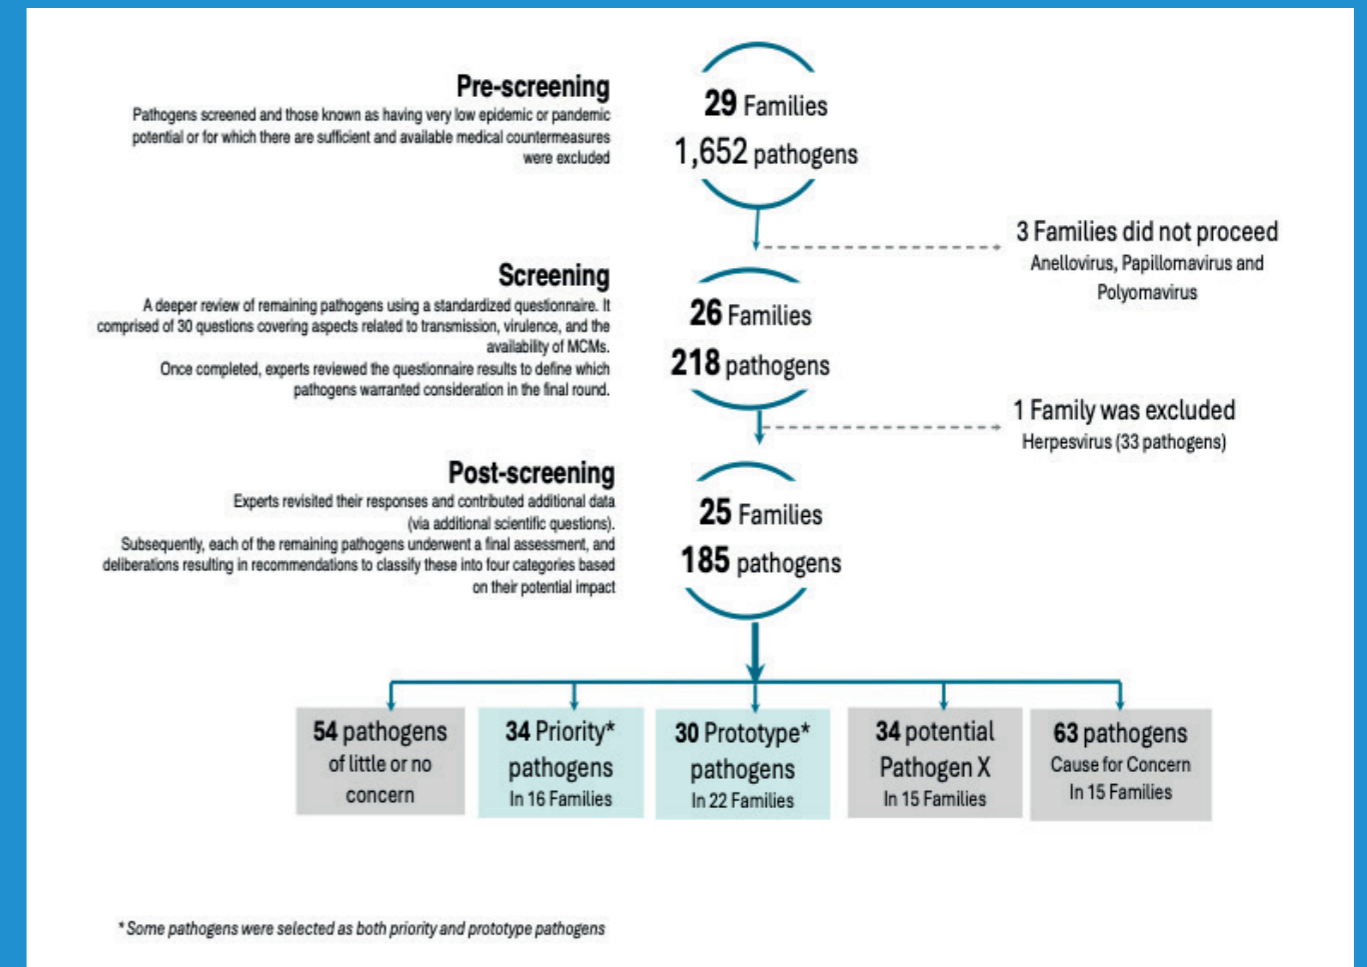 Pre-screening
Pathogens screened and those known as having very low epidemic or pandemic
potential or for which there are sufficient and available medical countermeasures
were excluded
29 Families
1,652 pathogens
3 Families did not proceed
Anellovirus, Papillomavirus and
Polyomavirus
Screening
A deeper review of remaining pathogens using a standardized questionnaire. It
comprised of 30 questions covering aspects related to transmission, virulence, and the
availability of MCMs.
Once completed, experts reviewed the questionnaire results to define which
pathogens warranted consideration in the final round.
26 Families
218 pathogens
1 Family was excluded
Herpesvirus (33 pathogens)
Post-screening
Experts revisited their responses and contributed additional data
(via additional scientific questions).
Subsequently, each of the remaining pathogens underwent a final assessment, and
deliberations resulting in recommendations to classify these into four categories based
on their potential impact
25 Families
185 pathogens
54 pathogens
of little or no
concern
34 Priority*
pathogens
In 16 Families
30 Prototype*
pathogens
In 22 Families
34 potential
Pathogen X
In 15 Families
63 pathogens
Cause for Concern
In 15 Families
* Some pathogens were selected as both priority and prototype pathogens